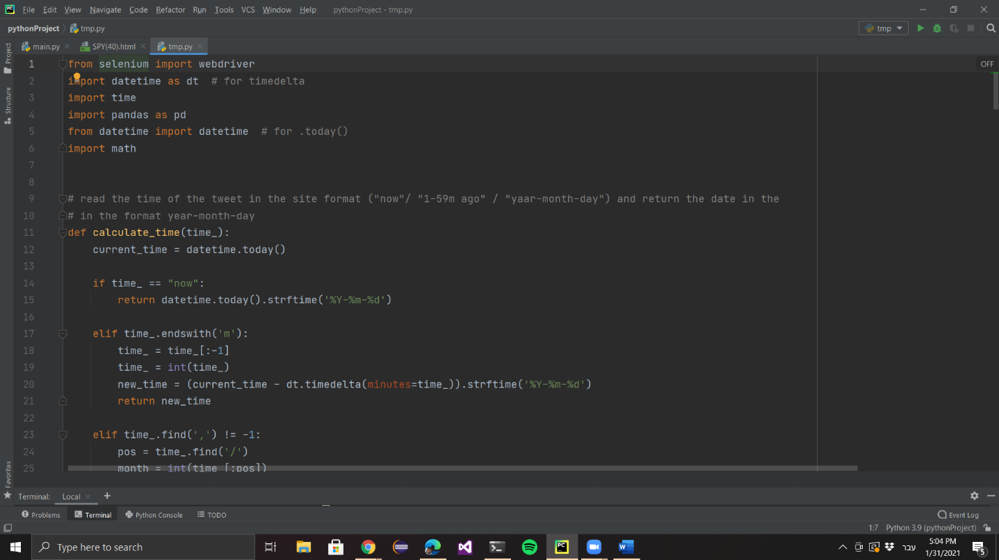 File Edit View Navigate Code Refactor Run Tools VCS Window Help pythonProject - tmp.py
pythonProject tmp.py tmp
main.py SPY(40).html tmp.py
Project
Structure
Favorites
OFF
1 from selenium import webdriver
2 import datetime as dt # for timedelta
3 import time
4 import pandas as pd
5 from datetime import datetime # for .today()
6 import math
7
8
9 # read the time of the tweet in the site format ("now"/ "1-59m ago" / "yaar-month-day") and return the date in the
10 # in the format year-month-day
11 def calculate_time(time_):
12 current_time = datetime.today()
13
14 if time_ == "now":
15 return datetime.today().strftime('%Y-%m-%d')
16
17 elif time_.endswith('m'):
18 time_ = time_[:-1]
19 time_ = int(time_)
20 new_time = (current_time - dt.timedelta(minutes=time_)).strftime('%Y-%m-%d')
21 return new_time
22
23 elif time_.find(',') != -1:
24 pos = time_.find('/')
25 month = int(time_[:pos])
Terminal: Local
Problems Terminal Python Console TODO Event Log
1:7 Python 3.9 (pythonProject)
Type here to search
עבר
5:04 PM
1/31/2021
5